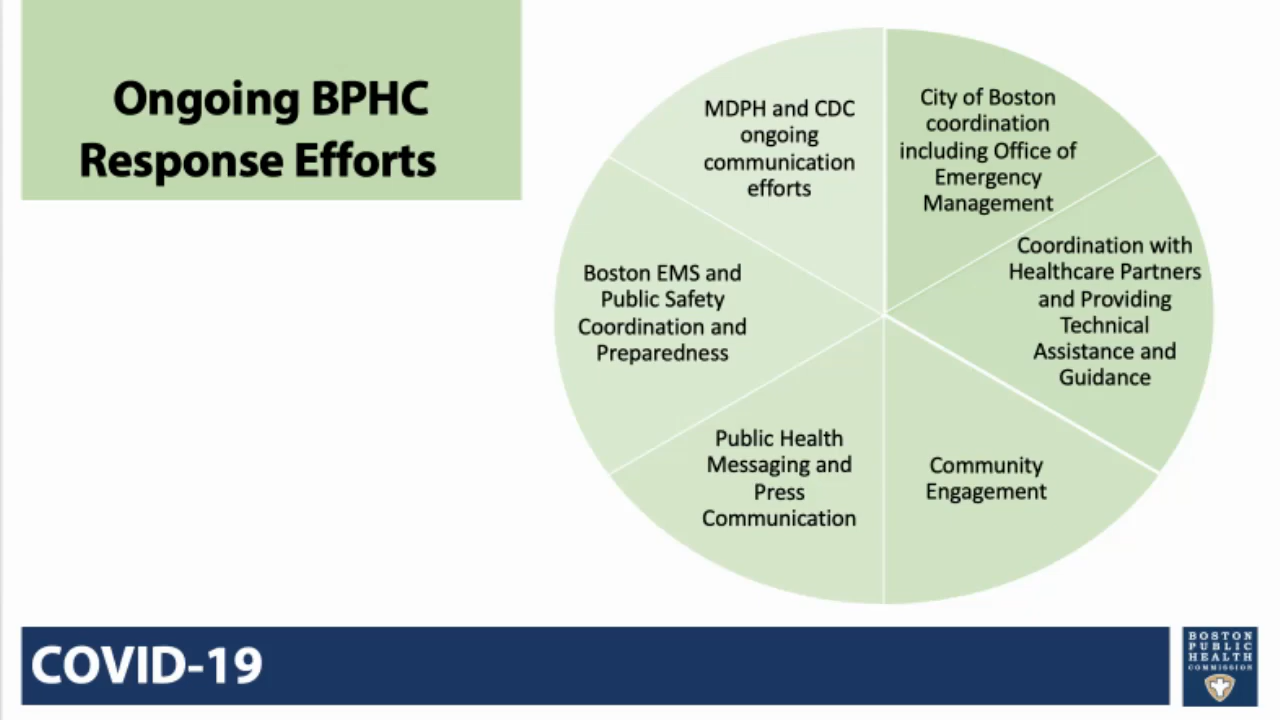 Ongoing BPHC
Response Efforts
MDPH and CDC
ongoing
communication
efforts
City of Boston
coordination
including Office of
Emergency
Management
Coordination with
Healthcare Partners
and Providing
Technical
Assistance and
Guidance
Boston EMS and
Public Safety
Coordination and
Preparedness
Public Health
Messaging and
Press
Communication
Community
Engagement
COVID-19
BOSTON
PUBLIC
HEALTH
COMMISSION